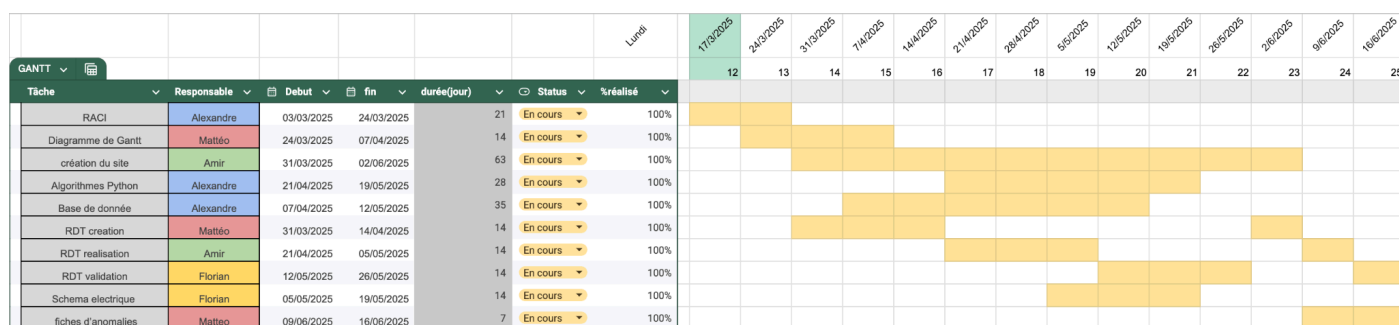 Lundi 17/3/2025 24/3/2025 31/3/2025 7/4/2025 14/4/2025 21/4/2025 28/4/2025 5/5/2025 12/5/2025 19/5/2025 26/5/2025 2/6/2025 9/6/2025 16/6/2025
GANTT 12 13 14 15 16 17 18 19 20 21 22 23 24 25
Tâche Responsable Debut fin durée(jour) Status %réalisé
RACI Alexandre 03/03/2025 24/03/2025 21 En cours 100%
Diagramme de Gantt Mattéo 24/03/2025 07/04/2025 14 En cours 100%
création du site Amir 31/03/2025 02/06/2025 63 En cours 100%
Algorithmes Python Alexandre 21/04/2025 19/05/2025 28 En cours 100%
Base de donnée Alexandre 07/04/2025 12/05/2025 35 En cours 100%
RDT creation Mattéo 31/03/2025 14/04/2025 14 En cours 100%
RDT realisation Amir 21/04/2025 05/05/2025 14 En cours 100%
RDT validation Florian 12/05/2025 26/05/2025 14 En cours 100%
Schema electrique Florian 05/05/2025 19/05/2025 14 En cours 100%
fiches d'anomalies Matteo 09/06/2025 16/06/2025 7 En cours 100%